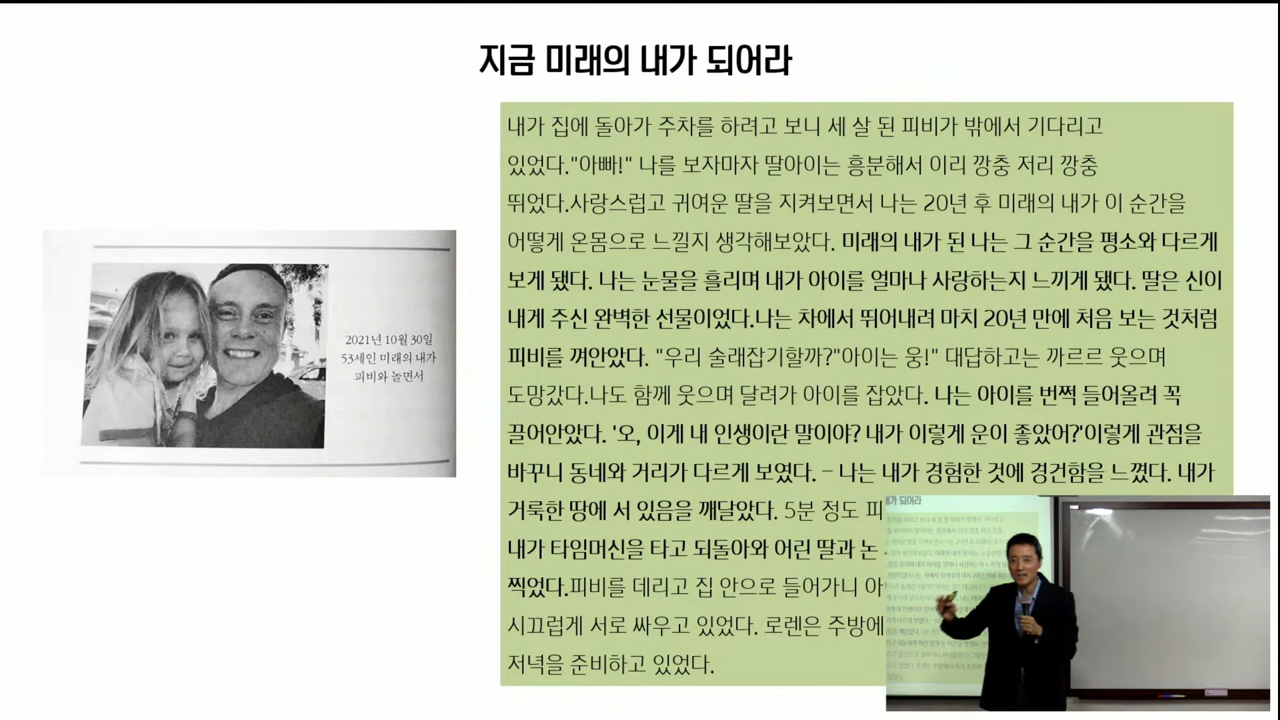 지금 미래의 내가 되어라
내가 집에 돌아가 주차를 하려고 보니 세 살 된 피비가 밖에서 기다리고
있었다."아빠!" 나를 보자마자 딸아이는 흥분해서 이리 깡충 저리 깡충
뛰었다.사랑스럽고 귀여운 딸을 지켜보면서 나는 20년 후 미래의 내가 이 순간을
어떻게 온몸으로 느낄지 생각해보았다. 미래의 내가 된 나는 그 순간을 평소와 다르게
보게 됐다. 나는 눈물을 흘리며 내가 아이를 얼마나 사랑하는지 느끼게 됐다. 딸은 신이
내게 주신 완벽한 선물이었다.나는 차에서 뛰어내려 마치 20년 만에 처음 보는 것처럼
피비를 껴안았다. "우리 술래잡기할까?"아이는 웅!" 대답하고는 까르르 웃으며
도망갔다.나도 함께 웃으며 달려가 아이를 잡았다. 나는 아이를 번쩍 들어올려 꼭
끌어안았다. '오, 이게 내 인생이란 말이야? 내가 이렇게 운이 좋았어?'이렇게 관점을
바꾸니 동네와 거리가 다르게 보였다. – 나는 내가 경험한 것에 경건함을 느꼈다. 내가
거룩한 땅에 서 있음을 깨달았다. 5분 정도 피
내가 타임머신을 타고 되돌아와 어린 딸과 논
찍었다.피비를 데리고 집 안으로 들어가니 아
시끄럽게 서로 싸우고 있었다. 로렌은 주방에
저녁을 준비하고 있었다.
2021년 10월 30일
53세인 미래의 내가
피비와 놀면서
내가 되어라